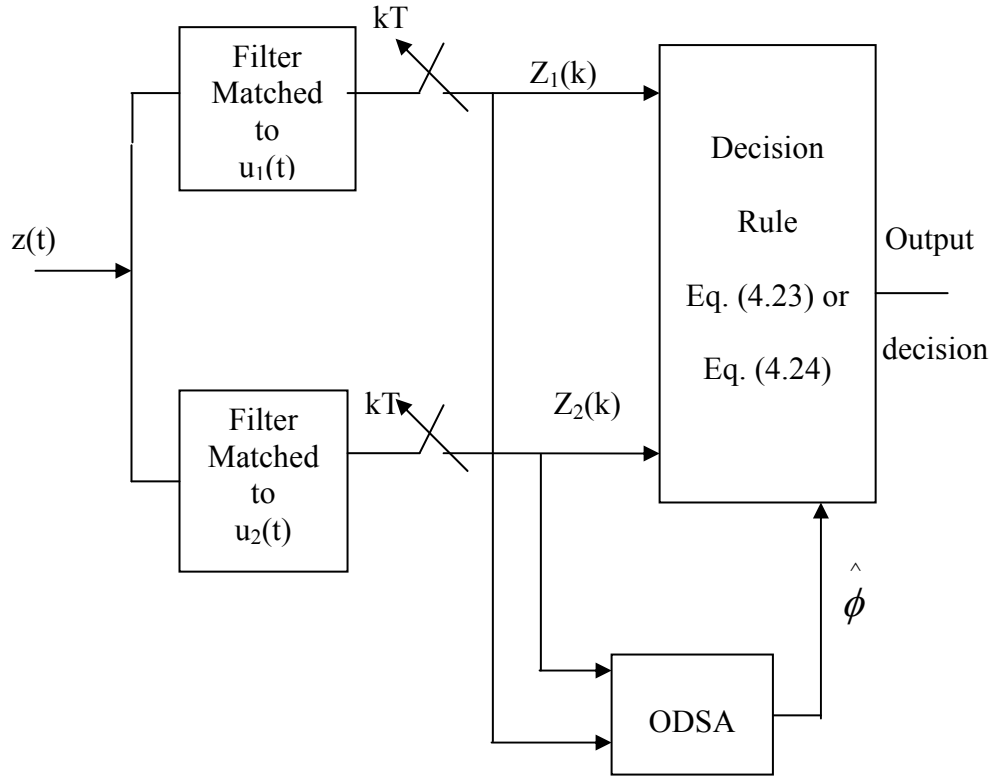 kT
Filter
Matched
to
u₁(t)
Z₁(k)
Decision
Rule
Eq. (4.23) or
Eq. (4.24)
z(t)
Output
decision
kT
Filter
Matched
to
u₂(t)
Z₂(k)
ϕ̂
ODSA